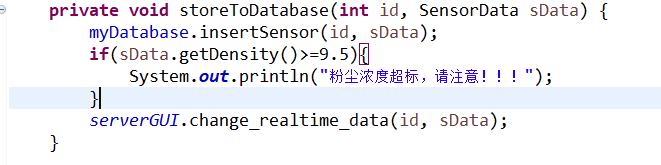 private void storeToDatabase(int id, SensorData sData) {
myDatabase.insertSensor(id, sData);
if(sData.getDensity()>=9.5){
System.out.println("粉尘浓度超标，请注意！！！");
}
serverGUI.change_realtime_data(id, sData);
}